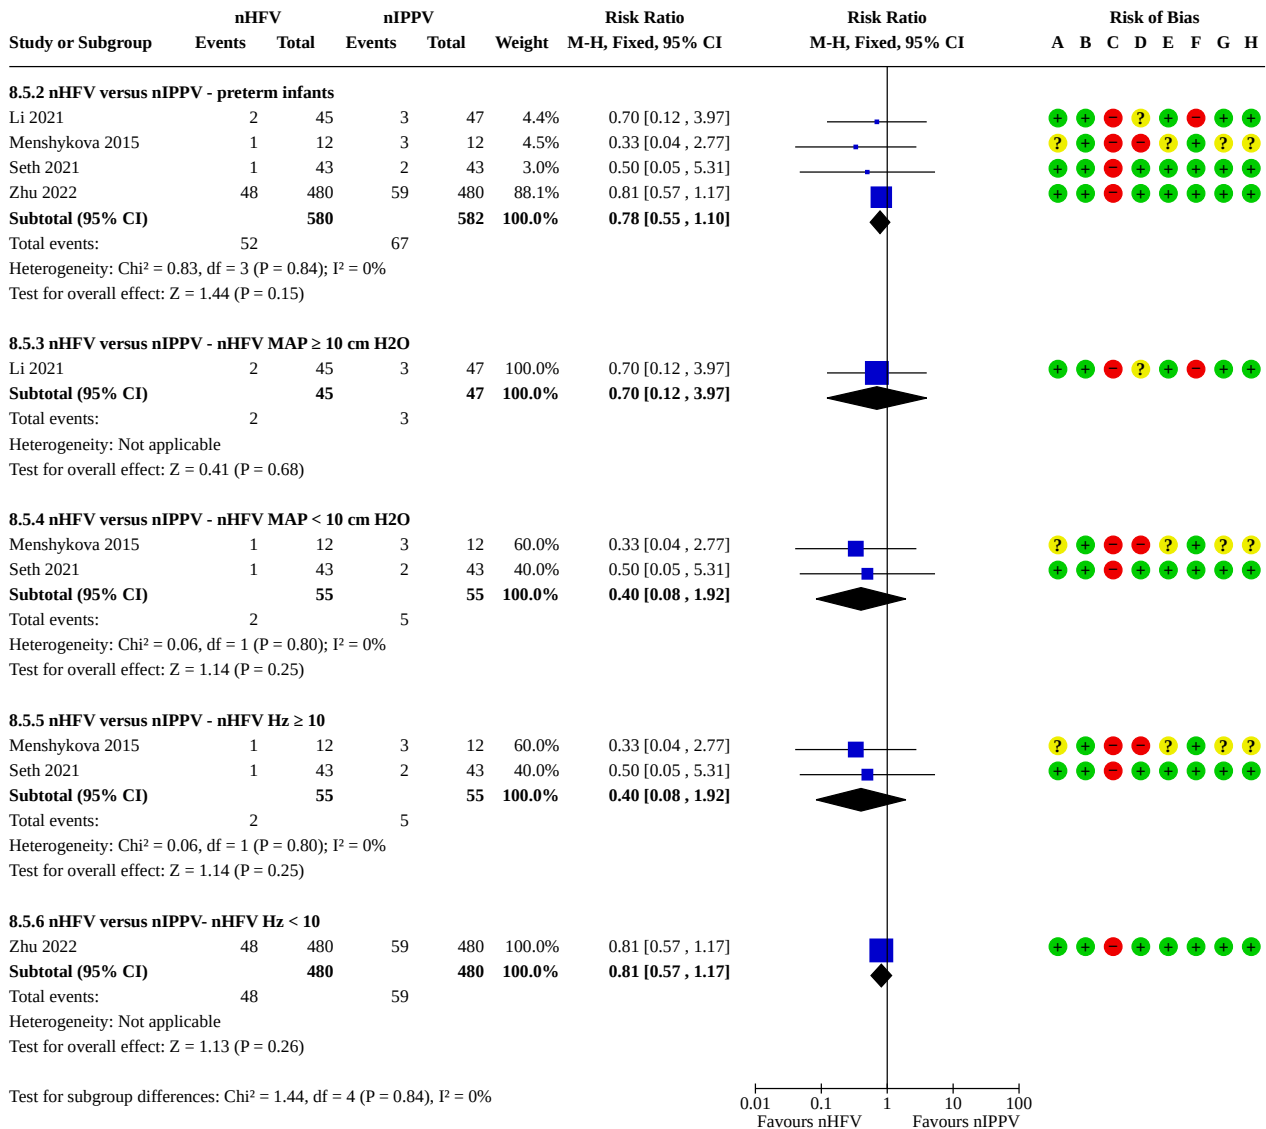 nHFV nIPPV Risk Ratio Risk Ratio Risk of Bias
Study or Subgroup Events Total Events Total Weight M-H, Fixed, 95% CI M-H, Fixed, 95% CI A B C D E F G H
8.5.2 nHFV versus nIPPV - preterm infants
Li 2021 2 45 3 47 4.4% 0.70 [0.12 , 3.97] + + − ? + − + +
Menshykova 2015 1 12 3 12 4.5% 0.33 [0.04 , 2.77] ? + − − ? + ? ?
Seth 2021 1 43 2 43 3.0% 0.50 [0.05 , 5.31] + + − + + + + +
Zhu 2022 48 480 59 480 88.1% 0.81 [0.57 , 1.17] + + − + + + + +
Subtotal (95% CI) 580 582 100.0% 0.78 [0.55 , 1.10]
Total events: 52 67
Heterogeneity: Chi² = 0.83, df = 3 (P = 0.84); I² = 0%
Test for overall effect: Z = 1.44 (P = 0.15)
8.5.3 nHFV versus nIPPV - nHFV MAP ≥ 10 cm H2O
Li 2021 2 45 3 47 100.0% 0.70 [0.12 , 3.97] + + − ? + − + +
Subtotal (95% CI) 45 47 100.0% 0.70 [0.12 , 3.97]
Total events: 2 3
Heterogeneity: Not applicable
Test for overall effect: Z = 0.41 (P = 0.68)
8.5.4 nHFV versus nIPPV - nHFV MAP < 10 cm H2O
Menshykova 2015 1 12 3 12 60.0% 0.33 [0.04 , 2.77] ? + − − ? + ? ?
Seth 2021 1 43 2 43 40.0% 0.50 [0.05 , 5.31] + + − + + + + +
Subtotal (95% CI) 55 55 100.0% 0.40 [0.08 , 1.92]
Total events: 2 5
Heterogeneity: Chi² = 0.06, df = 1 (P = 0.80); I² = 0%
Test for overall effect: Z = 1.14 (P = 0.25)
8.5.5 nHFV versus nIPPV - nHFV Hz ≥ 10
Menshykova 2015 1 12 3 12 60.0% 0.33 [0.04 , 2.77] ? + − − ? + ? ?
Seth 2021 1 43 2 43 40.0% 0.50 [0.05 , 5.31] + + − + + + + +
Subtotal (95% CI) 55 55 100.0% 0.40 [0.08 , 1.92]
Total events: 2 5
Heterogeneity: Chi² = 0.06, df = 1 (P = 0.80); I² = 0%
Test for overall effect: Z = 1.14 (P = 0.25)
8.5.6 nHFV versus nIPPV- nHFV Hz < 10
Zhu 2022 48 480 59 480 100.0% 0.81 [0.57 , 1.17] + + − + + + + +
Subtotal (95% CI) 480 480 100.0% 0.81 [0.57 , 1.17]
Total events: 48 59
Heterogeneity: Not applicable
Test for overall effect: Z = 1.13 (P = 0.26)
Test for subgroup differences: Chi² = 1.44, df = 4 (P = 0.84), I² = 0%
0.01 0.1 1 10 100
Favours nHFV Favours nIPPV